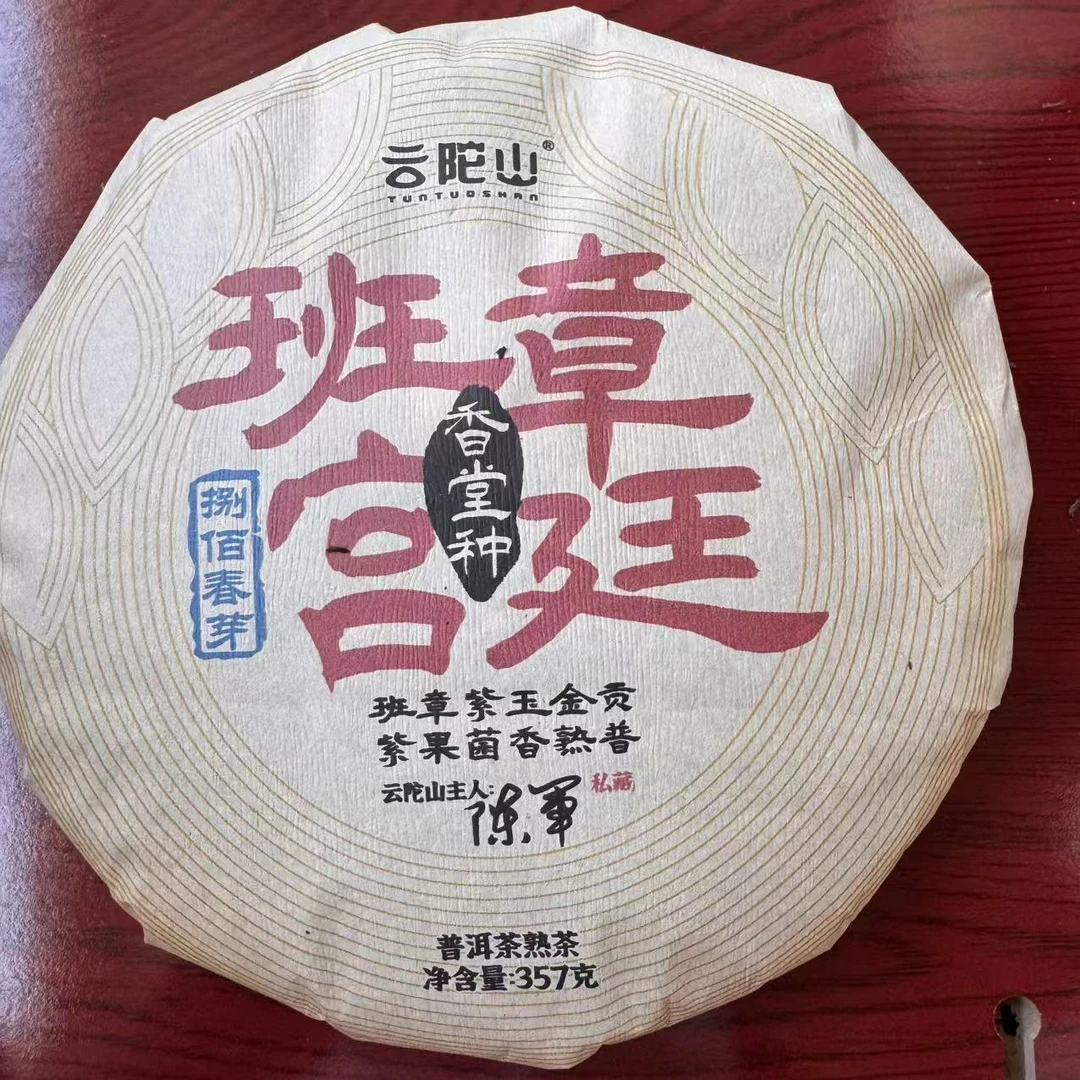 云陀山®
YUNTUOSHAN
班章
宫廷
香堂种
捌佰春芽
班章紫玉金贡
紫果菌香熟普
云陀山主人:陈军 私藏
普洱茶熟茶
净含量:357克